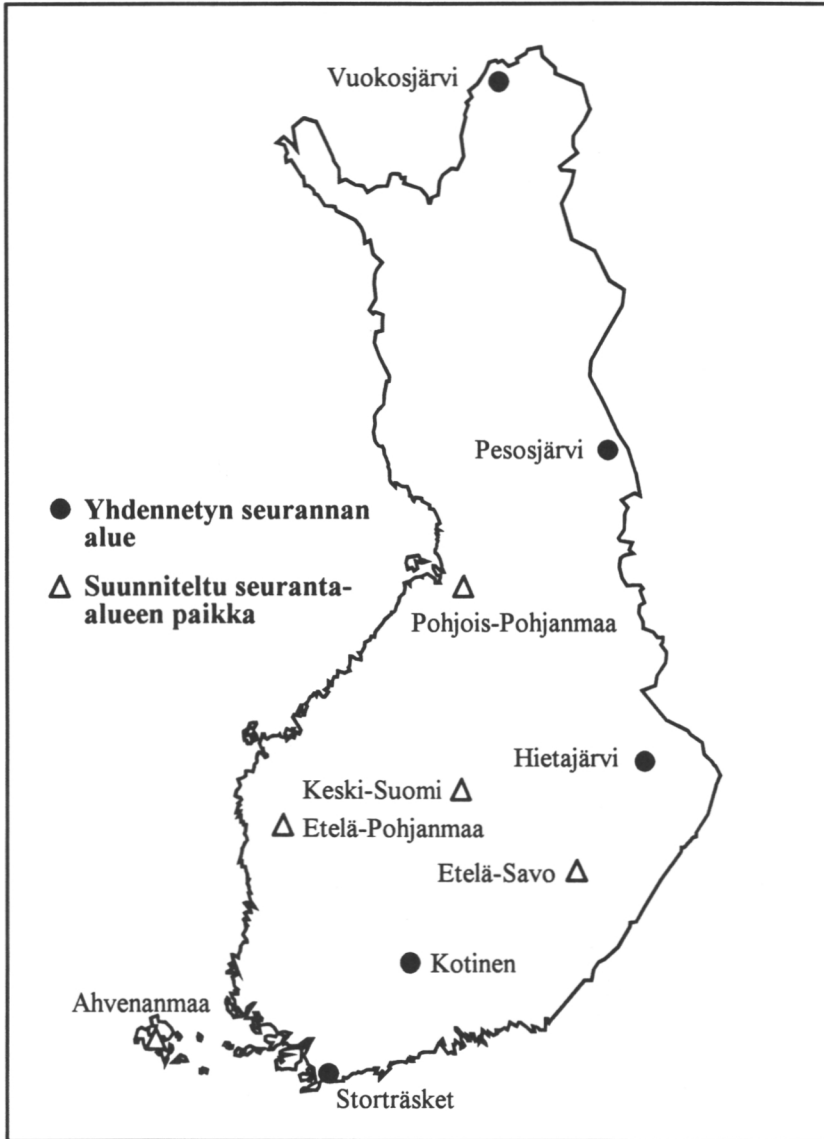 Vuokosjärvi
Pesosjärvi
Yhdennetyn seurannan
alue
Suunniteltu seuranta-
alueen paikka
Pohjois-Pohjanmaa
Hietajärvi
Keski-Suomi
Etelä-Pohjanmaa
Etelä-Savo
Kotinen
Ahvenanmaa
Storträsket